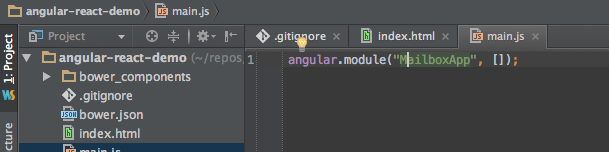 angular-react-demo main.js
1: Project
Project
.gitignore index.html main.js
angular-react-demo (~/repos
bower_components
.gitignore
bower.json
index.html
main.js
1 angular.module("MailboxApp", []);